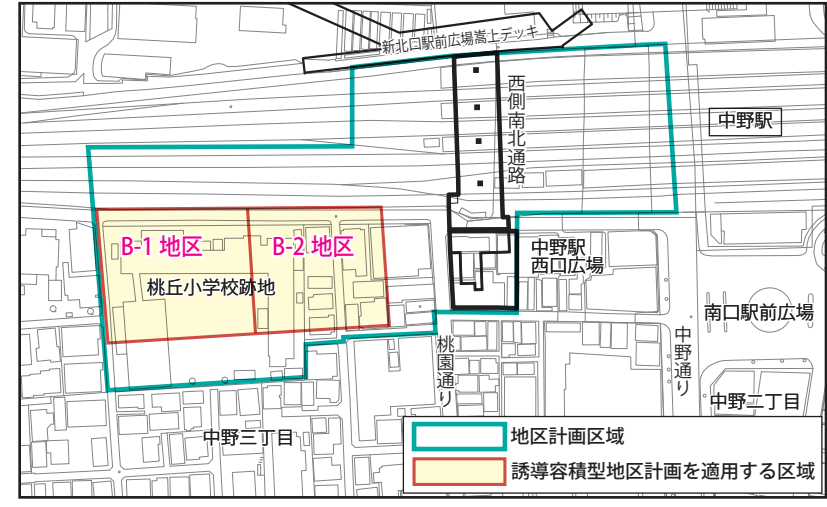 新北口駅前広場嵩上デッキ
西側南北通路
中野駅
B-1 地区
B-2 地区
桃丘小学校跡地
中野駅
西口広場
南口駅前広場
桃園通り
中野通り
中野二丁目
中野三丁目
地区計画区域
誘導容積型地区計画を適用する区域